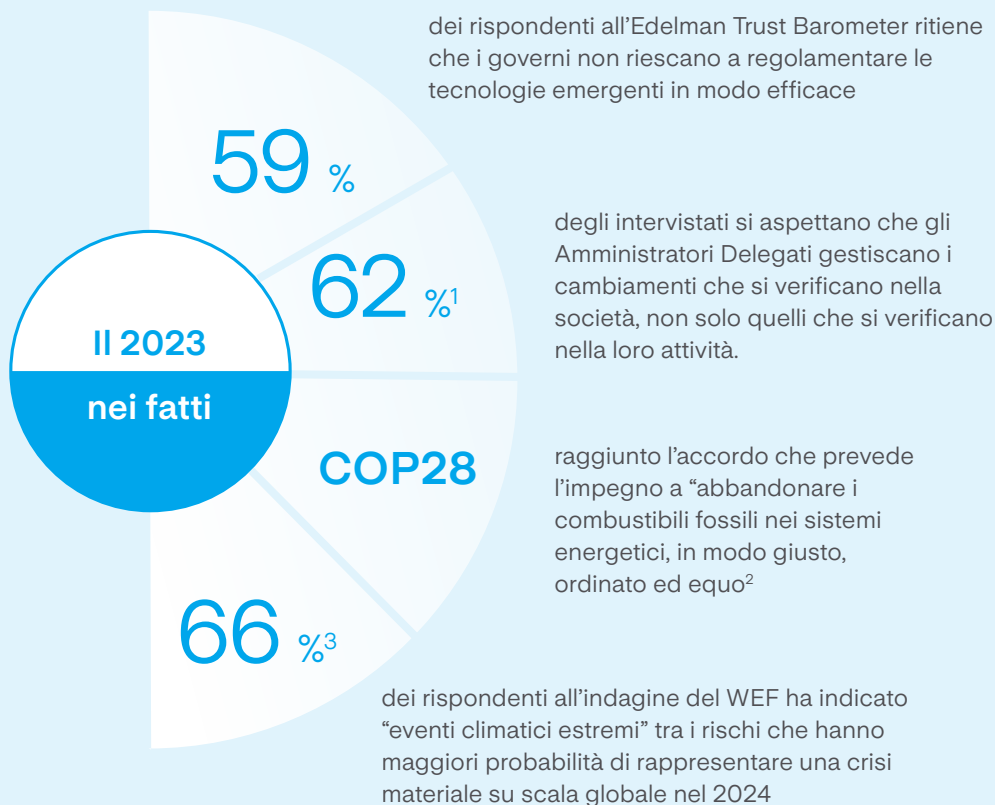 dei rispondenti all'Edelman Trust Barometer ritiene
che i governi non riescano a regolamentare le
tecnologie emergenti in modo efficace
59 %
degli intervistati si aspettano che gli
Amministratori Delegati gestiscano i
cambiamenti che si verificano nella
società, non solo quelli che si verificano
nella loro attività.
62 %¹
Il 2023
nei fatti
COP28
raggiunto l'accordo che prevede
l'impegno a “abbandonare i
combustibili fossili nei sistemi
energetici, in modo giusto,
ordinato ed equo²
66 %³
dei rispondenti all'indagine del WEF ha indicato
“eventi climatici estremi” tra i rischi che hanno
maggiori probabilità di rappresentare una crisi
materiale su scala globale nel 2024